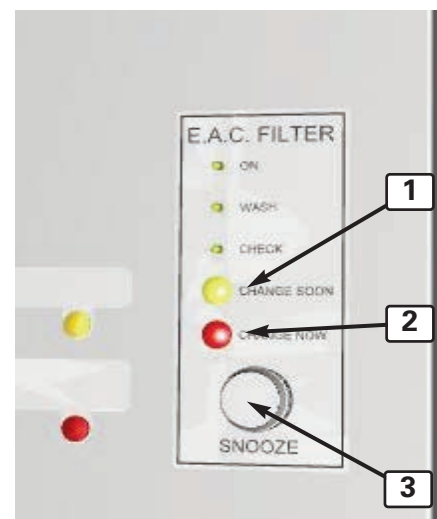 E.A.C. FILTER
ON
WASH
1
CHECK
CHANGE SOON
2
CHANGE NOW
SNOOZE
3